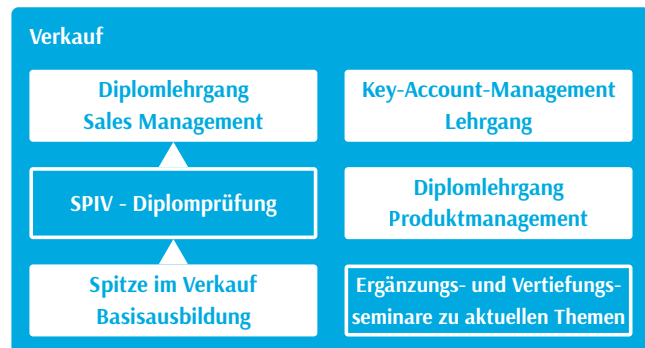 Verkauf
Diplomlehrgang
Sales Management
Key-Account-Management
Lehrgang
SPIV - Diplomprüfung
Diplomlehrgang
Produktmanagement
Spitze im Verkauf
Basisausbildung
Ergänzungs- und Vertiefungs-
seminare zu aktuellen Themen